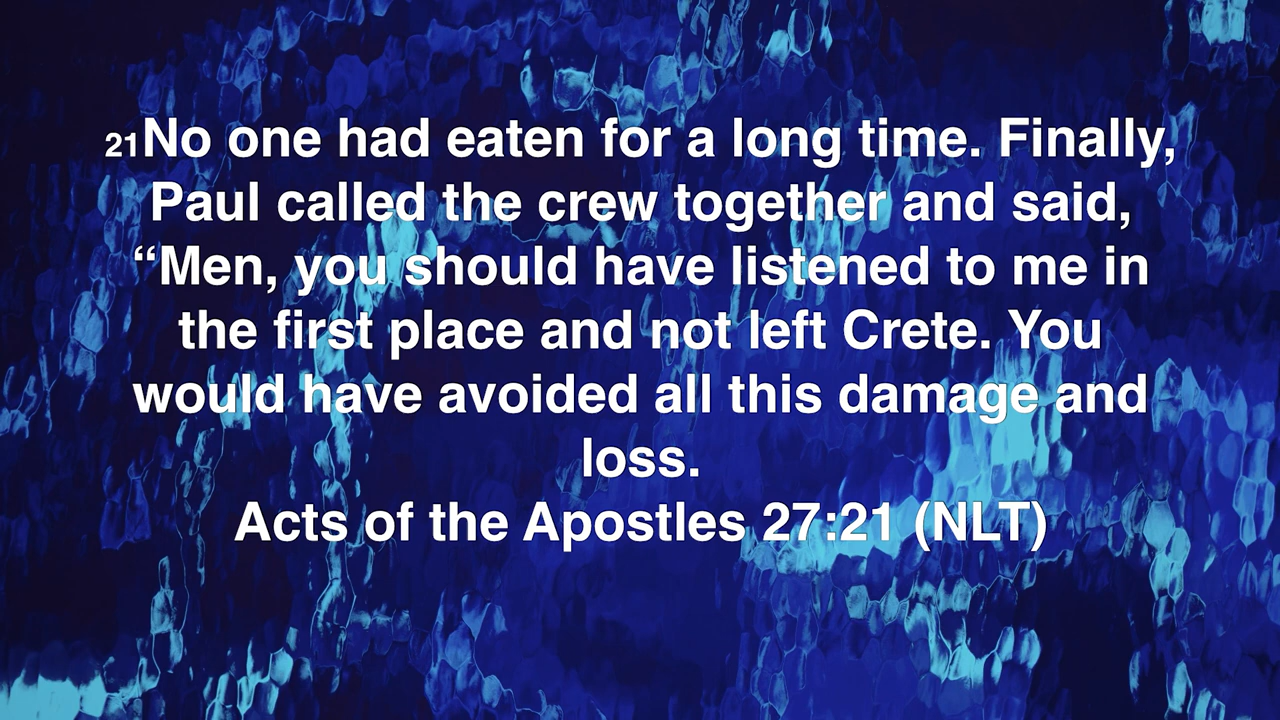 21No one had eaten for a long time. Finally,
Paul called the crew together and said,
“Men, you should have listened to me in
the first place and not left Crete. You
would have avoided all this damage and
loss.
Acts of the Apostles 27:21 (NLT)